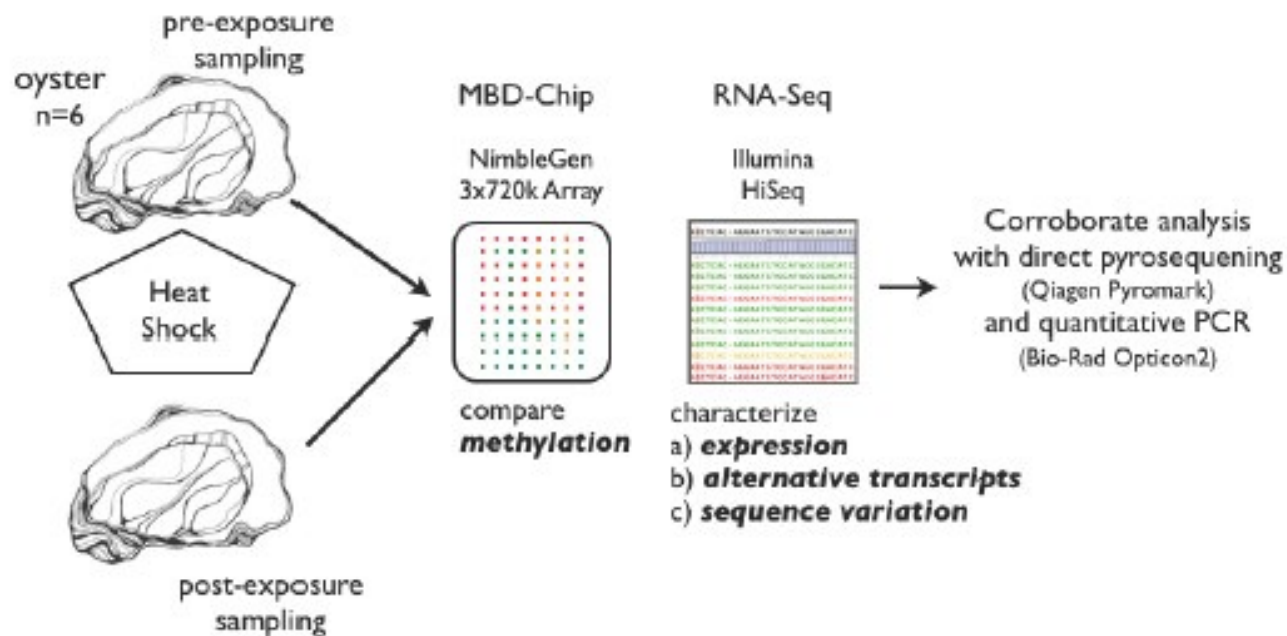 pre-exposure
sampling
oyster
n=6
Heat
Shock
post-exposure
sampling
MBD-Chip
NimbleGen
3x720k Array
compare
methylation
RNA-Seq
Illumina
HiSeq
characterize
a) expression
b) alternative transcripts
c) sequence variation
Corroborate analysis
with direct pyrosequening
(Qiagen Pyromark)
and quantitative PCR
(Bio-Rad Opticon2)